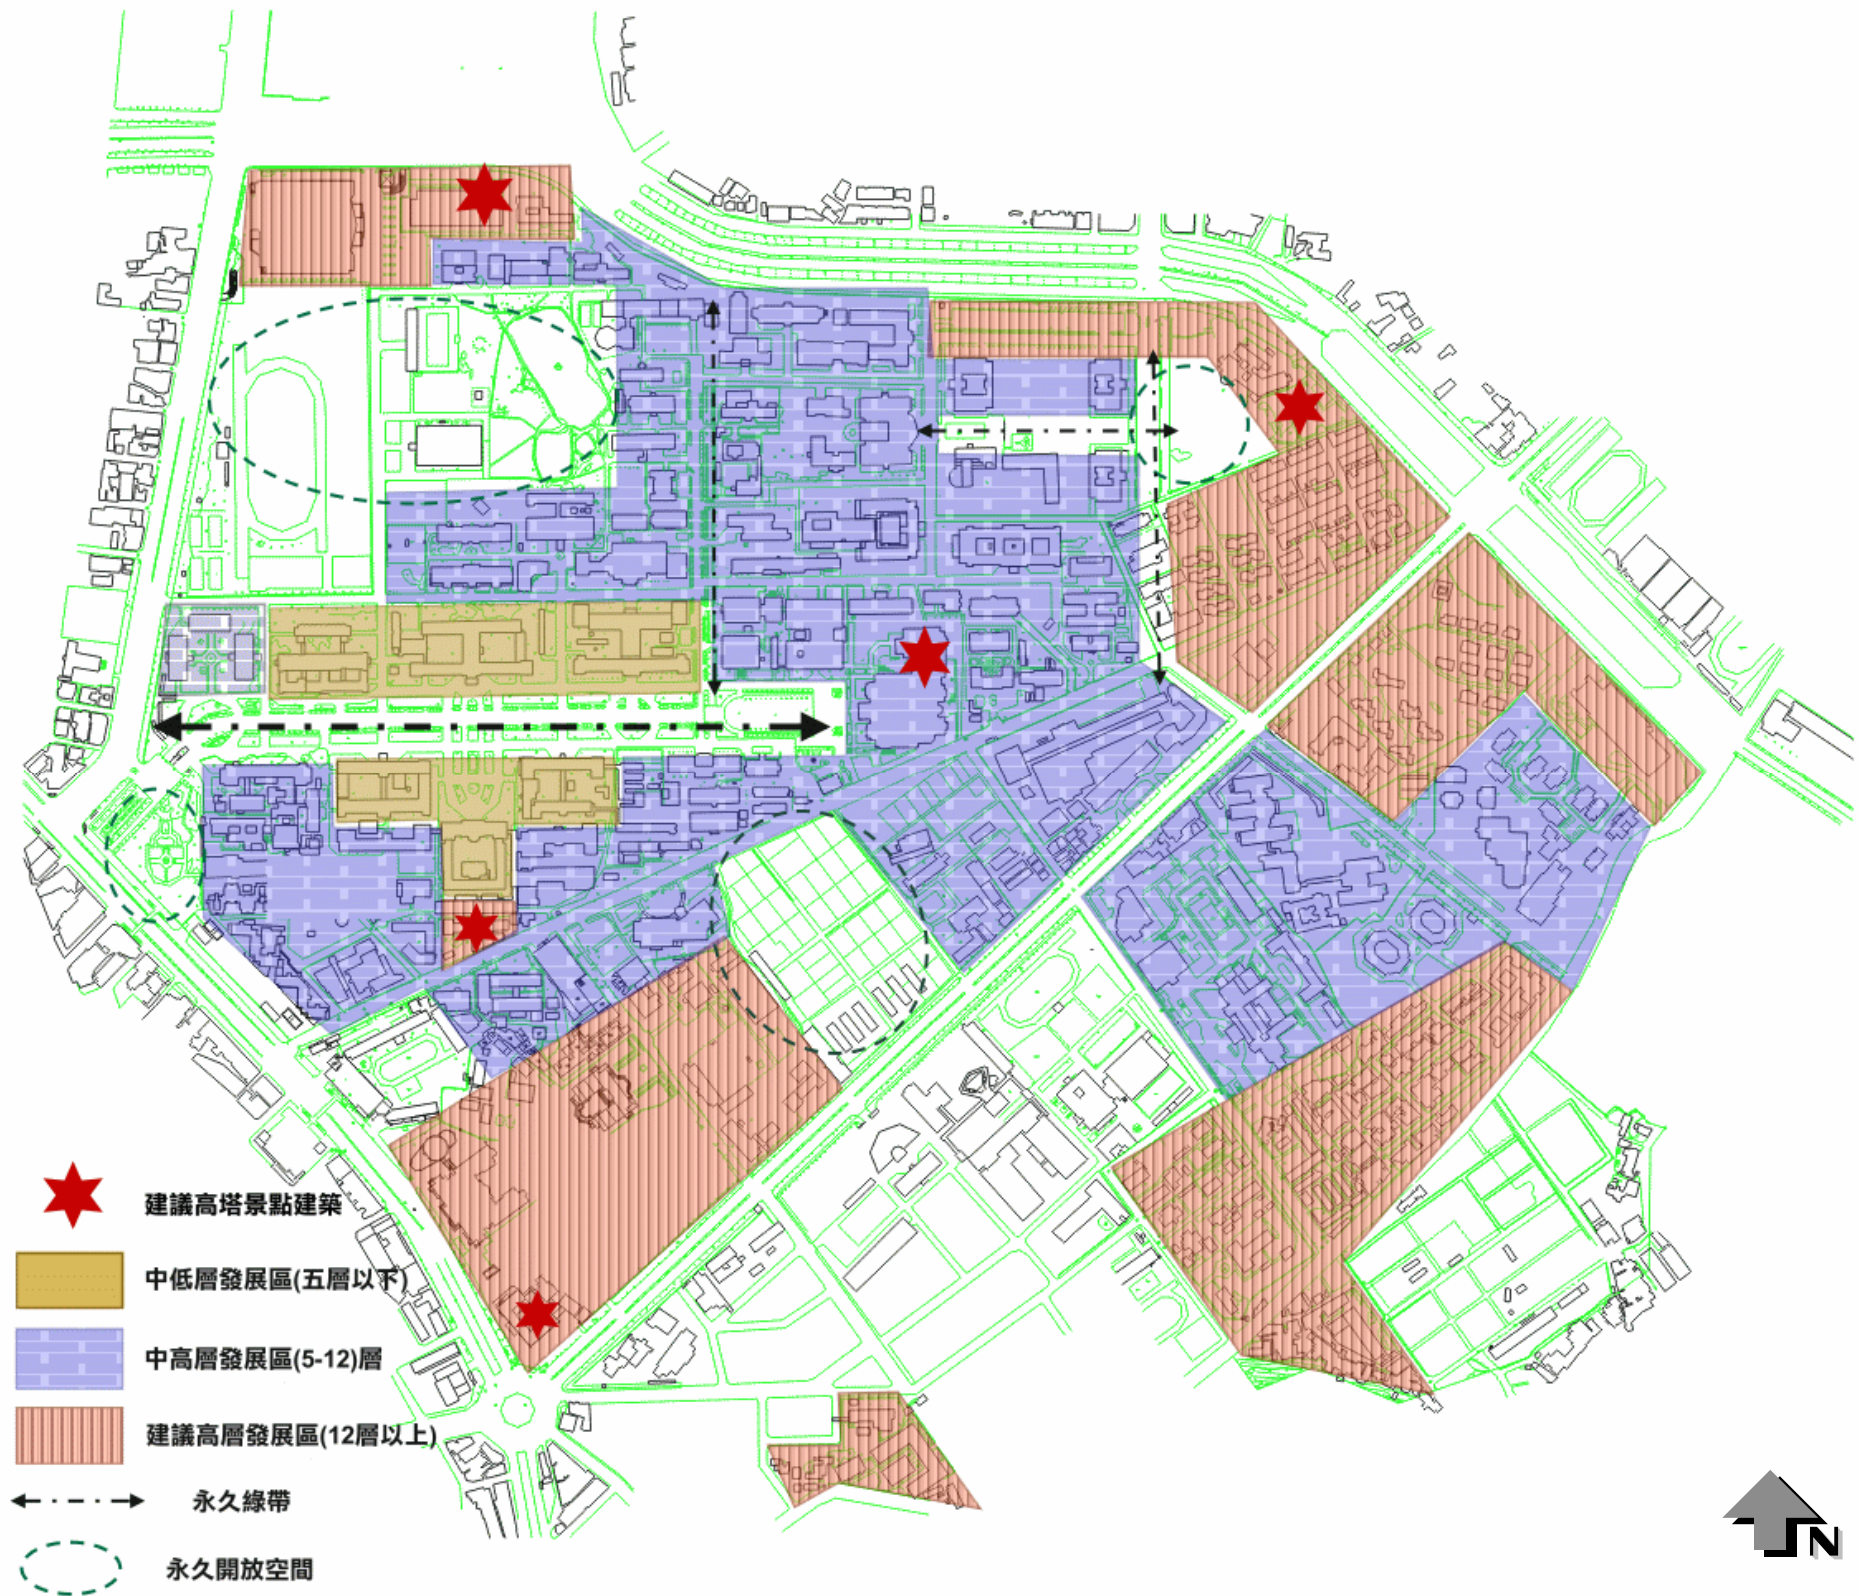 建議高塔景點建築
中低層發展區(五層以下)
中高層發展區(5-12)層
建議高層發展區(12層以上)
永久綠帶
永久開放空間
N